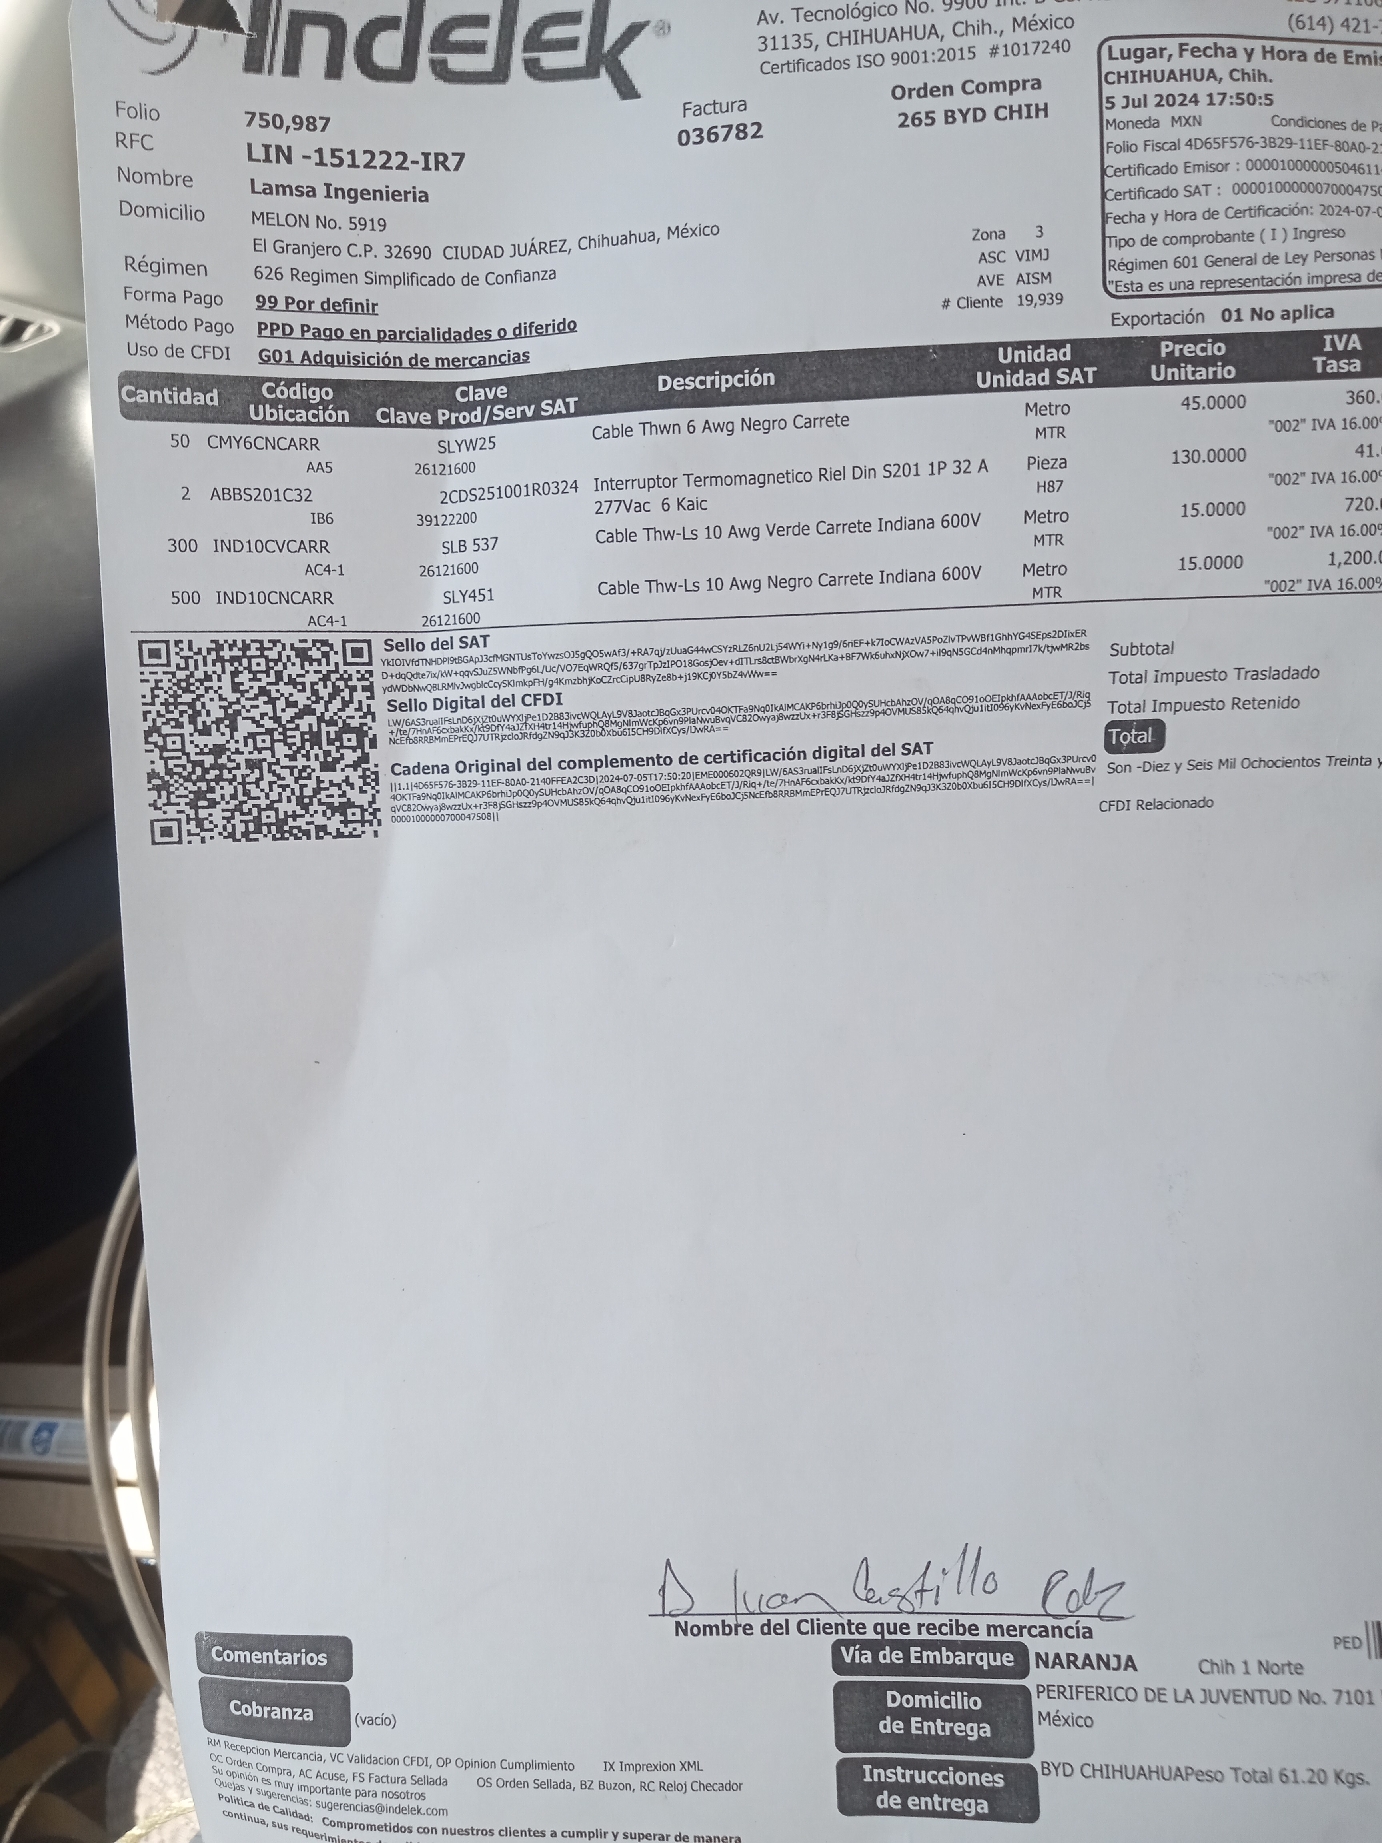 Indelek®
Av. Tecnológico No. 9900 Int.
31135, CHIHUAHUA, Chih., México
Certificados ISO 9001:2015 #1017240
(614) 421-
Lugar, Fecha y Hora de Emis
CHIHUAHUA, Chih.
5 Jul 2024 17:50:5
Moneda MXN Condiciones de Pa
Folio Fiscal 4D65F576-3B29-11EF-80A0-2
Certificado Emisor : 00001000000504611
Certificado SAT : 0000100000070004750
Fecha y Hora de Certificación: 2024-07-0
Tipo de comprobante ( I ) Ingreso
Régimen 601 General de Ley Personas
"Esta es una representación impresa de
Exportación 01 No aplica
Folio 750,987
Factura
036782
Orden Compra
265 BYD CHIH
RFC LIN -151222-IR7
Nombre Lamsa Ingenieria
Domicilio MELON No. 5919
El Granjero C.P. 32690 CIUDAD JUÁREZ, Chihuahua, México
Régimen 626 Regimen Simplificado de Confianza
Forma Pago 99 Por definir
Método Pago PPD Pago en parcialidades o diferido
Uso de CFDI G01 Adquisición de mercancias
Zona 3
ASC VIMJ
AVE AISM
# Cliente 19,939
Cantidad Código Clave Descripción Unidad Precio IVA
Ubicación Clave Prod/Serv SAT Unidad SAT Unitario Tasa
50 CMY6CNCARR SLYW25 Cable Thwn 6 Awg Negro Carrete Metro 45.0000 360.
AA5 26121600 MTR "002" IVA 16.00
2 ABBS201C32 2CDS251001R0324 Interruptor Termomagnetico Riel Din S201 1P 32 A Pieza 130.0000 41.
IB6 39122200 277Vac 6 Kaic H87 "002" IVA 16.00
300 IND10CVCARR SLB 537 Cable Thw-Ls 10 Awg Verde Carrete Indiana 600V Metro 15.0000 720.
AC4-1 26121600 MTR "002" IVA 16.00
500 IND10CNCARR SLY451 Cable Thw-Ls 10 Awg Negro Carrete Indiana 600V Metro 15.0000 1,200.
AC4-1 26121600 MTR "002" IVA 16.00%
Sello del SAT
Sello Digital del CFDI
Cadena Original del complemento de certificación digital del SAT
00001000000700047508||
Subtotal
Total Impuesto Trasladado
Total Impuesto Retenido
Total
Son -Diez y Seis Mil Ochocientos Treinta y
CFDI Relacionado
Juan Castillo
Nombre del Cliente que recibe mercancía
PED
Comentarios
Cobranza (vacío)
Vía de Embarque NARANJA Chih 1 Norte
Domicilio
de Entrega
PERIFERICO DE LA JUVENTUD No. 7101
México
Instrucciones
de entrega
BYD CHIHUAHUAPeso Total 61.20 Kgs.
RM Recepcion Mercancia, VC Validacion CFDI, OP Opinion Cumplimiento IX Imprexion XML
OC Orden Compra, AC Acuse, FS Factura Sellada OS Orden Sellada, BZ Buzon, RC Reloj Checador
Su opinión es muy importante para nosotros
Quejas y sugerencias: sugerencias@indelek.com
Política de Calidad: Comprometidos con nuestros clientes a cumplir y superar de manera
continua, sus